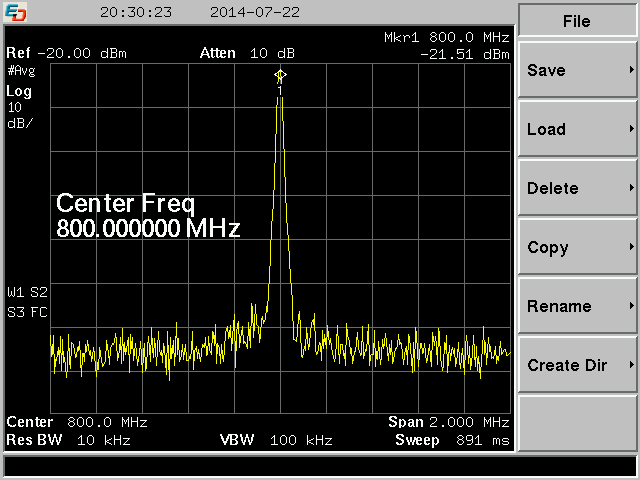 ED 20:30:23 2014-07-22
File
Mkr1 800.0 MHz
Ref -20.00 dBm Atten 10 dB -21.51 dBm
#Avg
Log
10
dB/
1
Center Freq
800.000000 MHz
W1 S2
S3 FC
Center 800.0 MHz Span 2.000 MHz
Res BW 10 kHz VBW 100 kHz Sweep 891 ms
Save
Load
Delete
Copy
Rename
Create Dir